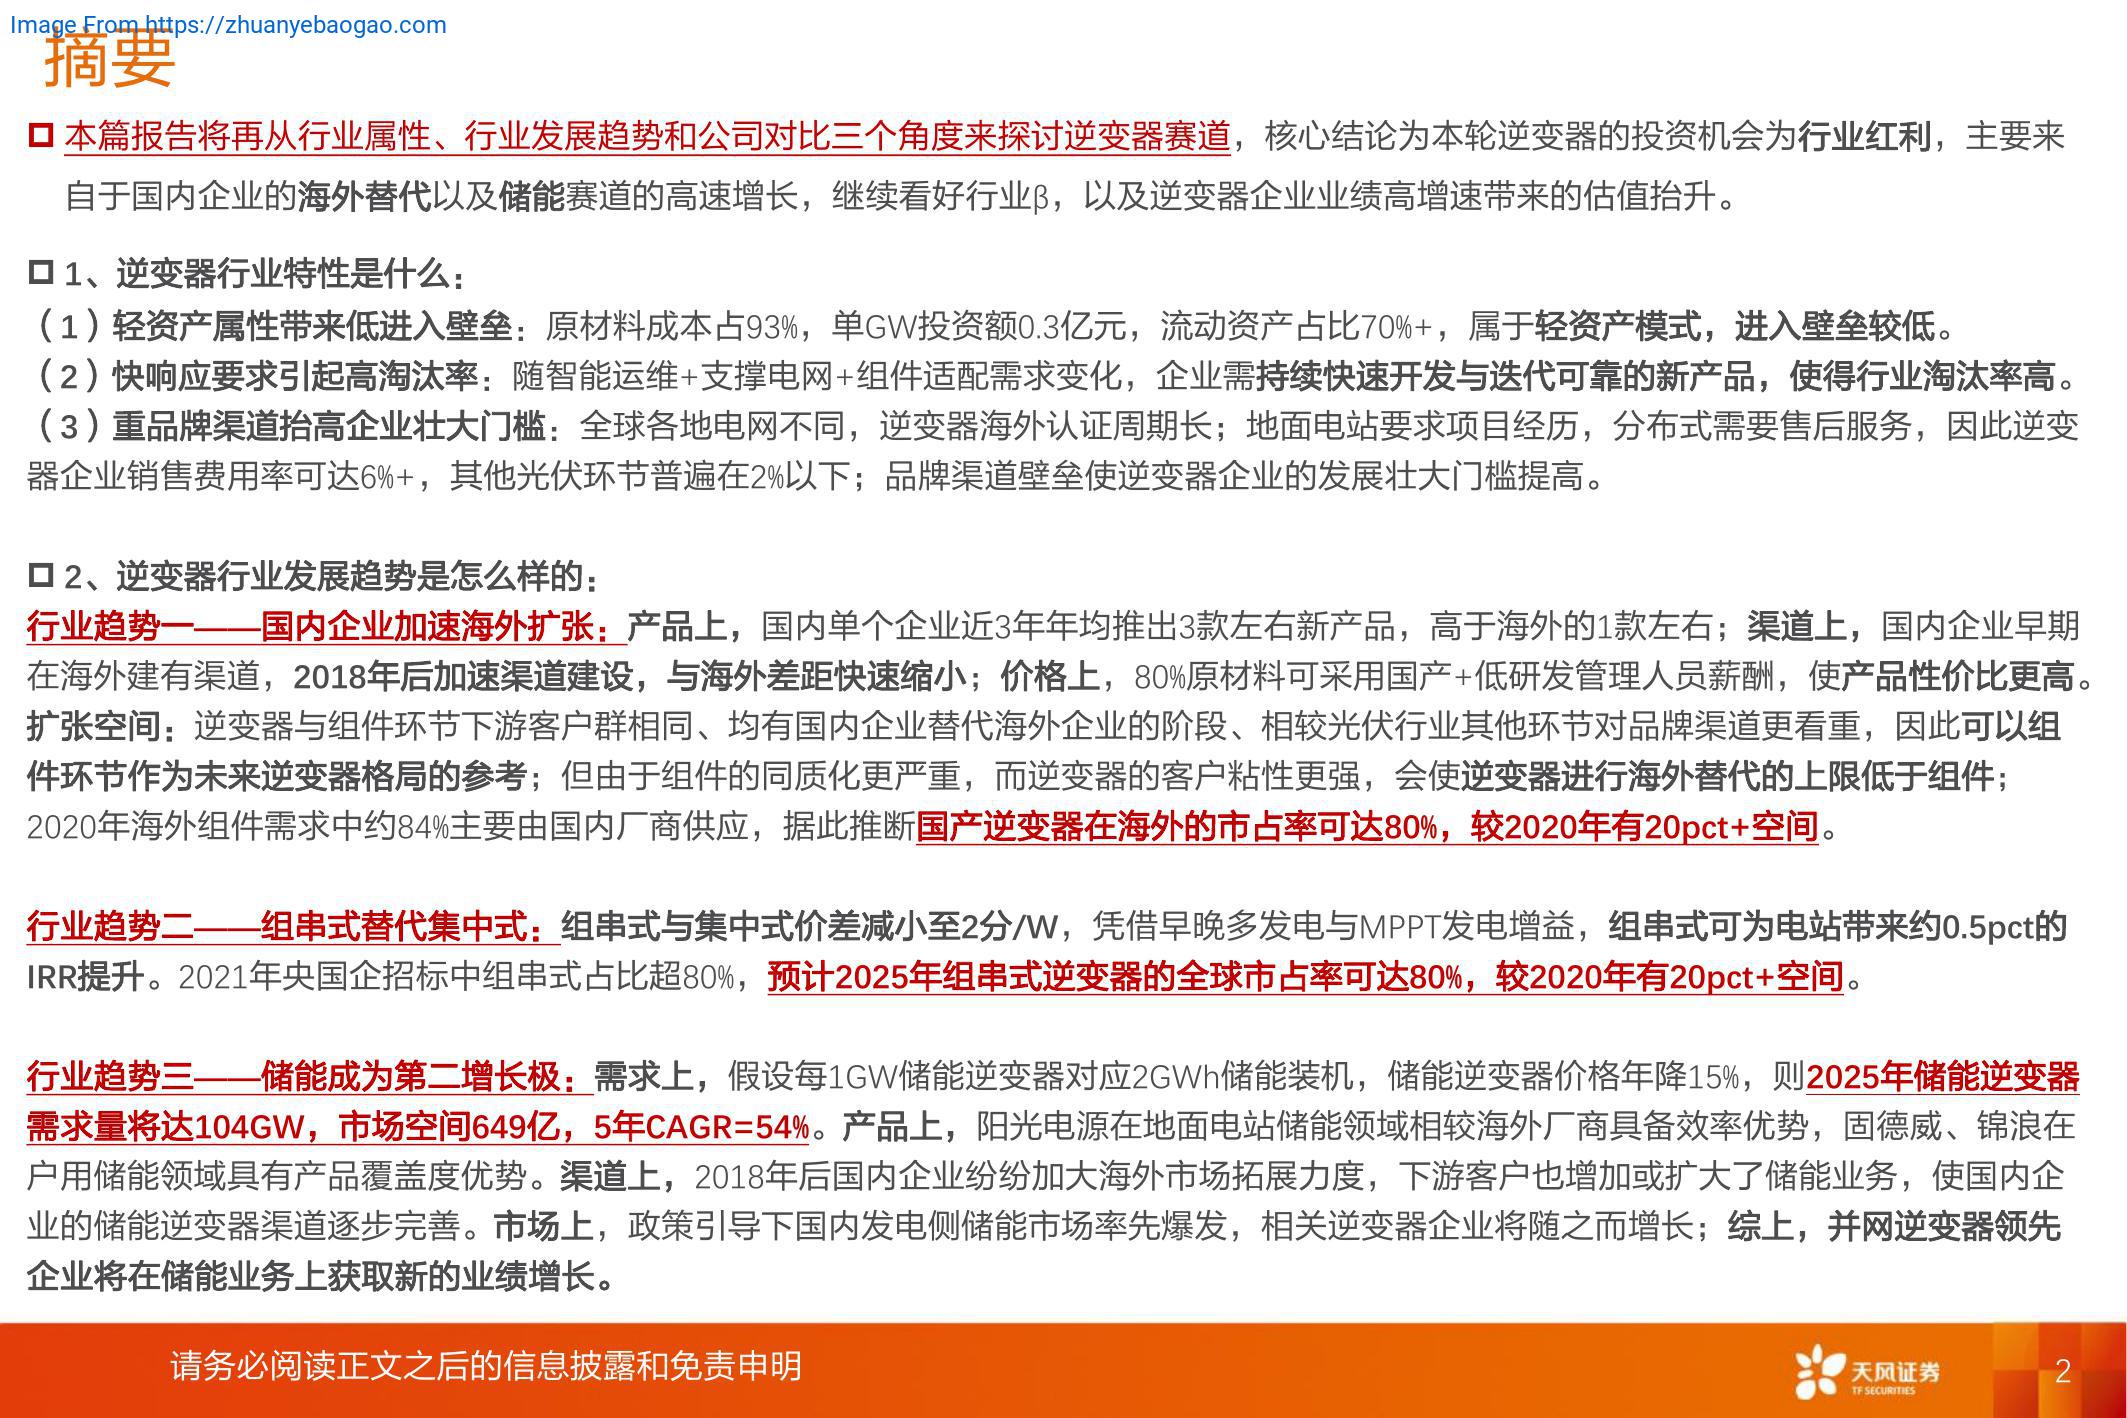 Image From https://zhuanyebaogao.com
摘要
本篇报告将再从行业属性、行业发展趋势和公司对比三个角度来探讨逆变器赛道，核心结论为本轮逆变器的投资机会为行业红利，主要来
自于国内企业的海外替代以及储能赛道的高速增长，继续看好行业β，以及逆变器企业业绩高增速带来的估值抬升。
1、逆变器行业特性是什么：
（1）轻资产属性带来低进入壁垒：原材料成本占93%，单GW投资额0.3亿元，流动资产占比70%+，属于轻资产模式，进入壁垒较低。
（2）快响应要求引起高淘汰率：随智能运维+支撑电网+组件适配需求变化，企业需持续快速开发与迭代可靠的新产品，使得行业淘汰率高。
（3）重品牌渠道抬高企业壮大门槛：全球各地电网不同，逆变器海外认证周期长；地面电站要求项目经历，分布式需要售后服务，因此逆变
器企业销售费用率可达6%+，其他光伏环节普遍在2%以下；品牌渠道壁垒使逆变器企业的发展壮大门槛提高。
2、逆变器行业发展趋势是怎么样的：
行业趋势一——国内企业加速海外扩张：产品上，国内单个企业近3年年均推出3款左右新产品，高于海外的1款左右；渠道上，国内企业早期
在海外建有渠道，2018年后加速渠道建设，与海外差距快速缩小；价格上，80%原材料可采用国产+低研发管理人员薪酬，使产品性价比更高。
扩张空间：逆变器与组件环节下游客户群相同、均有国内企业替代海外企业的阶段、相较光伏行业其他环节对品牌渠道更看重，因此可以组
件环节作为未来逆变器格局的参考；但由于组件的同质化更严重，而逆变器的客户粘性更强，会使逆变器进行海外替代的上限低于组件；
2020年海外组件需求中约84%主要由国内厂商供应，据此推断国产逆变器在海外的市占率可达80%，较2020年有20pct+空间。
行业趋势二——组串式替代集中式：组串式与集中式价差减小至2分/W，凭借早晚多发电与MPPT发电增益，组串式可为电站带来约0.5pct的
IRR提升。2021年央国企招标中组串式占比超80%，预计2025年组串式逆变器的全球市占率可达80%，较2020年有20pct+空间。
行业趋势三——储能成为第二增长极：需求上，假设每1GW储能逆变器对应2GWh储能装机，储能逆变器价格年降15%，则2025年储能逆变器
需求量将达104GW，市场空间649亿，5年CAGR=54%。产品上，阳光电源在地面电站储能领域相较海外厂商具备效率优势，固德威、锦浪在
户用储能领域具有产品覆盖度优势。渠道上，2018年后国内企业纷纷加大海外市场拓展力度，下游客户也增加或扩大了储能业务，使国内企
业的储能逆变器渠道逐步完善。市场上，政策引导下国内发电侧储能市场率先爆发，相关逆变器企业将随之而增长；综上，并网逆变器领先
企业将在储能业务上获取新的业绩增长。
请务必阅读正文之后的信息披露和免责申明
天风证券
TF SECURITIES
2